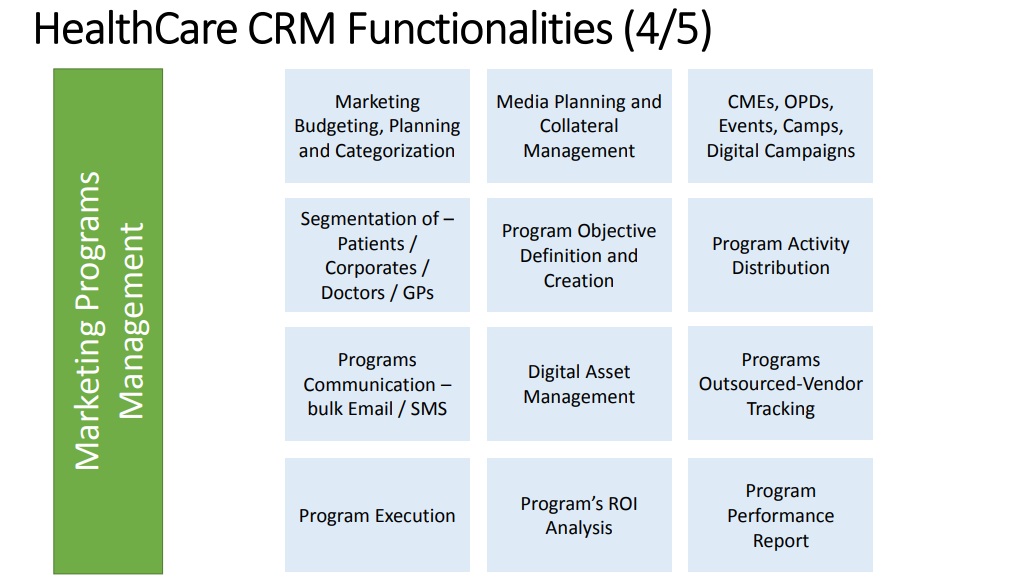 HealthCare CRM Functionalities (4/5)
Marketing Programs
Management
Marketing
Budgeting, Planning
and Categorization
Media Planning and
Collateral
Management
CMEs, OPDs,
Events, Camps,
Digital Campaigns
Segmentation of –
Patients /
Corporates /
Doctors / GPs
Program Objective
Definition and
Creation
Program Activity
Distribution
Programs
Communication –
bulk Email / SMS
Digital Asset
Management
Programs
Outsourced-Vendor
Tracking
Program Execution
Program’s ROI
Analysis
Program
Performance
Report